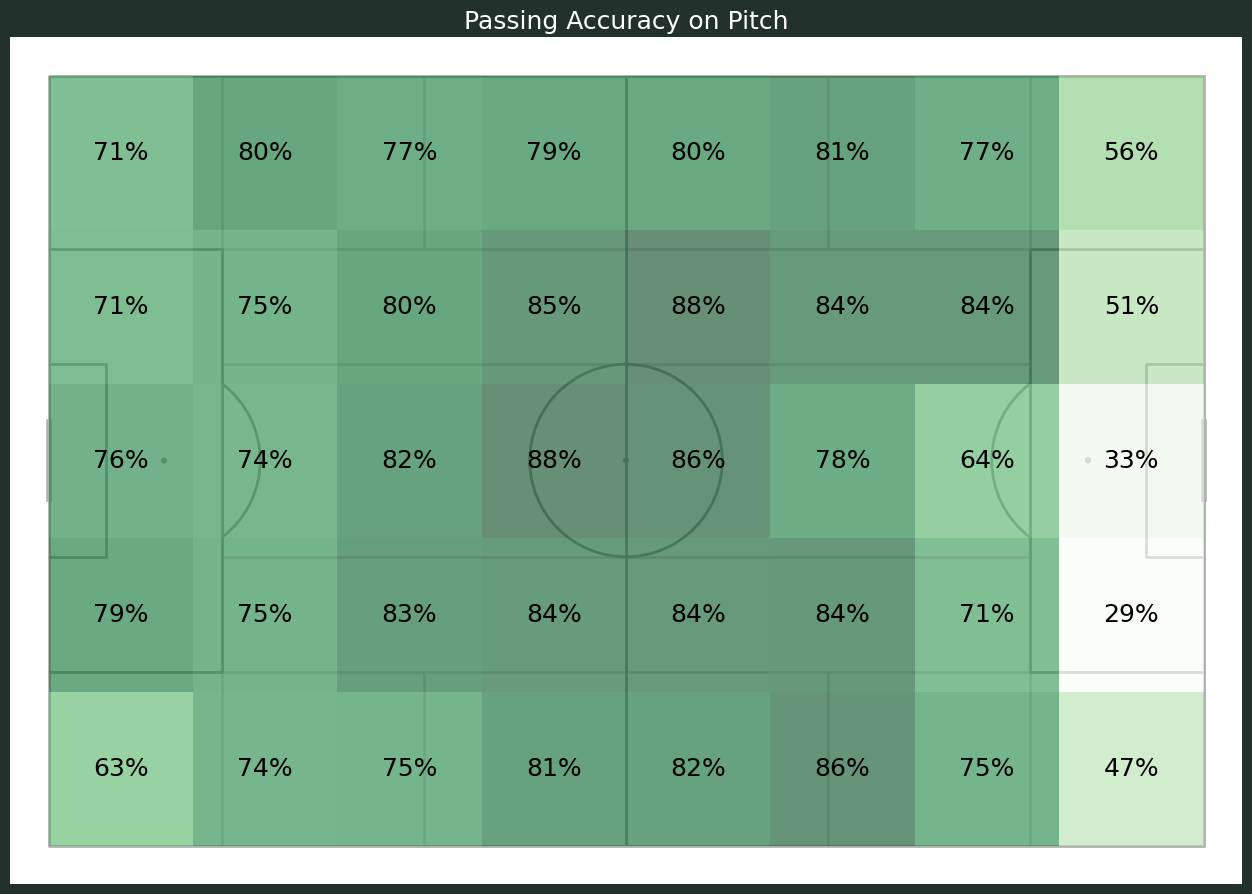 Passing Accuracy on Pitch
71% 80% 77% 79% 80% 81% 77% 56%
71% 75% 80% 85% 88% 84% 84% 51%
76% 74% 82% 88% 86% 78% 64% 33%
79% 75% 83% 84% 84% 84% 71% 29%
63% 74% 75% 81% 82% 86% 75% 47%